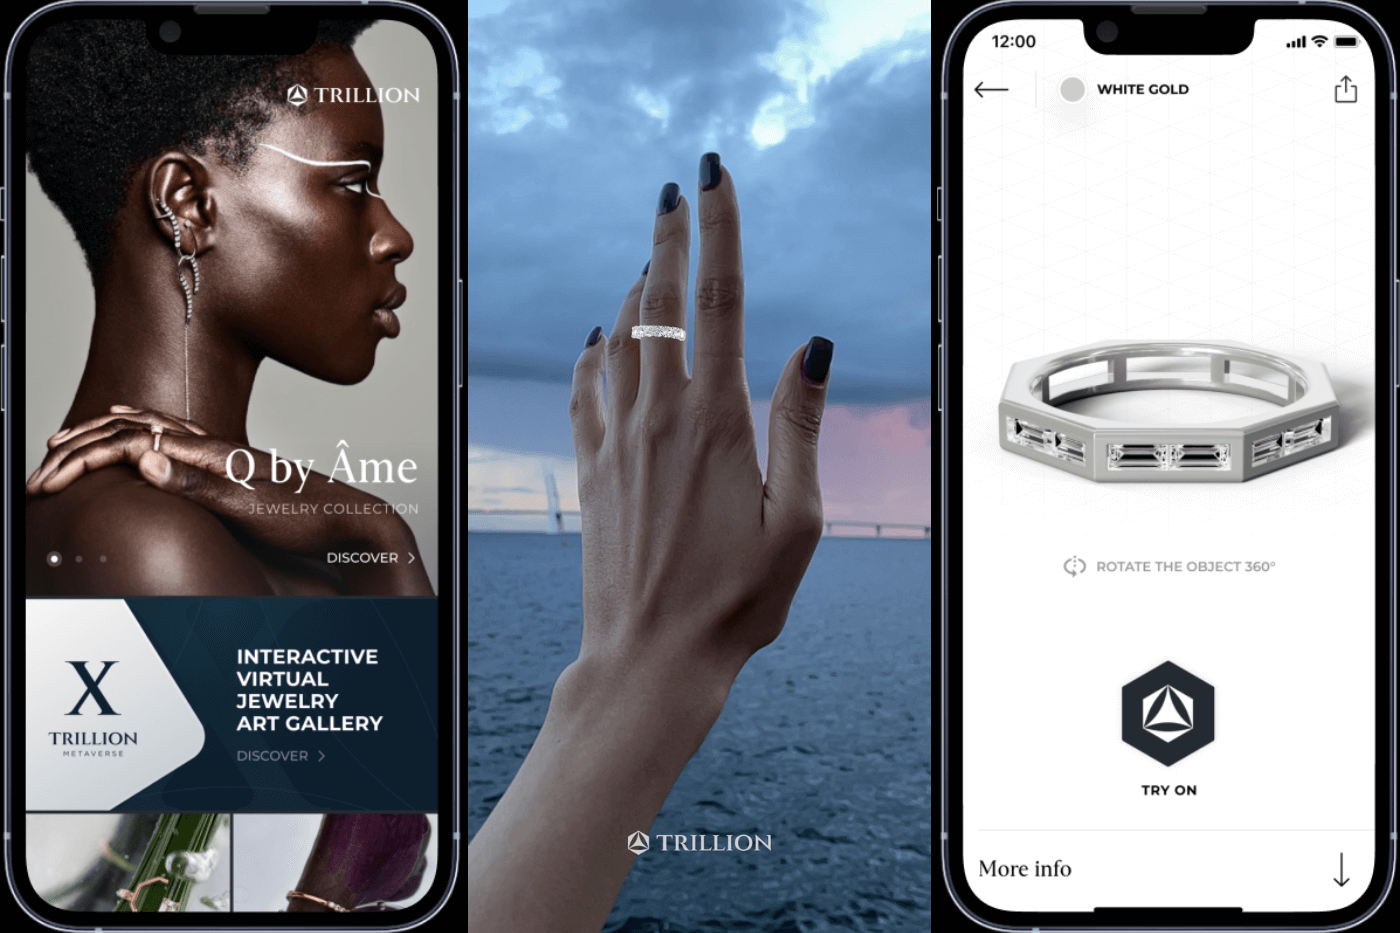 TRILLION
Q by Âme
JEWELRY COLLECTION
DISCOVER
X
TRILLION
METAVERSE
INTERACTIVE
VIRTUAL
JEWELRY
ART GALLERY
DISCOVER
TRILLION
12:00
WHITE GOLD
ROTATE THE OBJECT 360°
TRY ON
More info